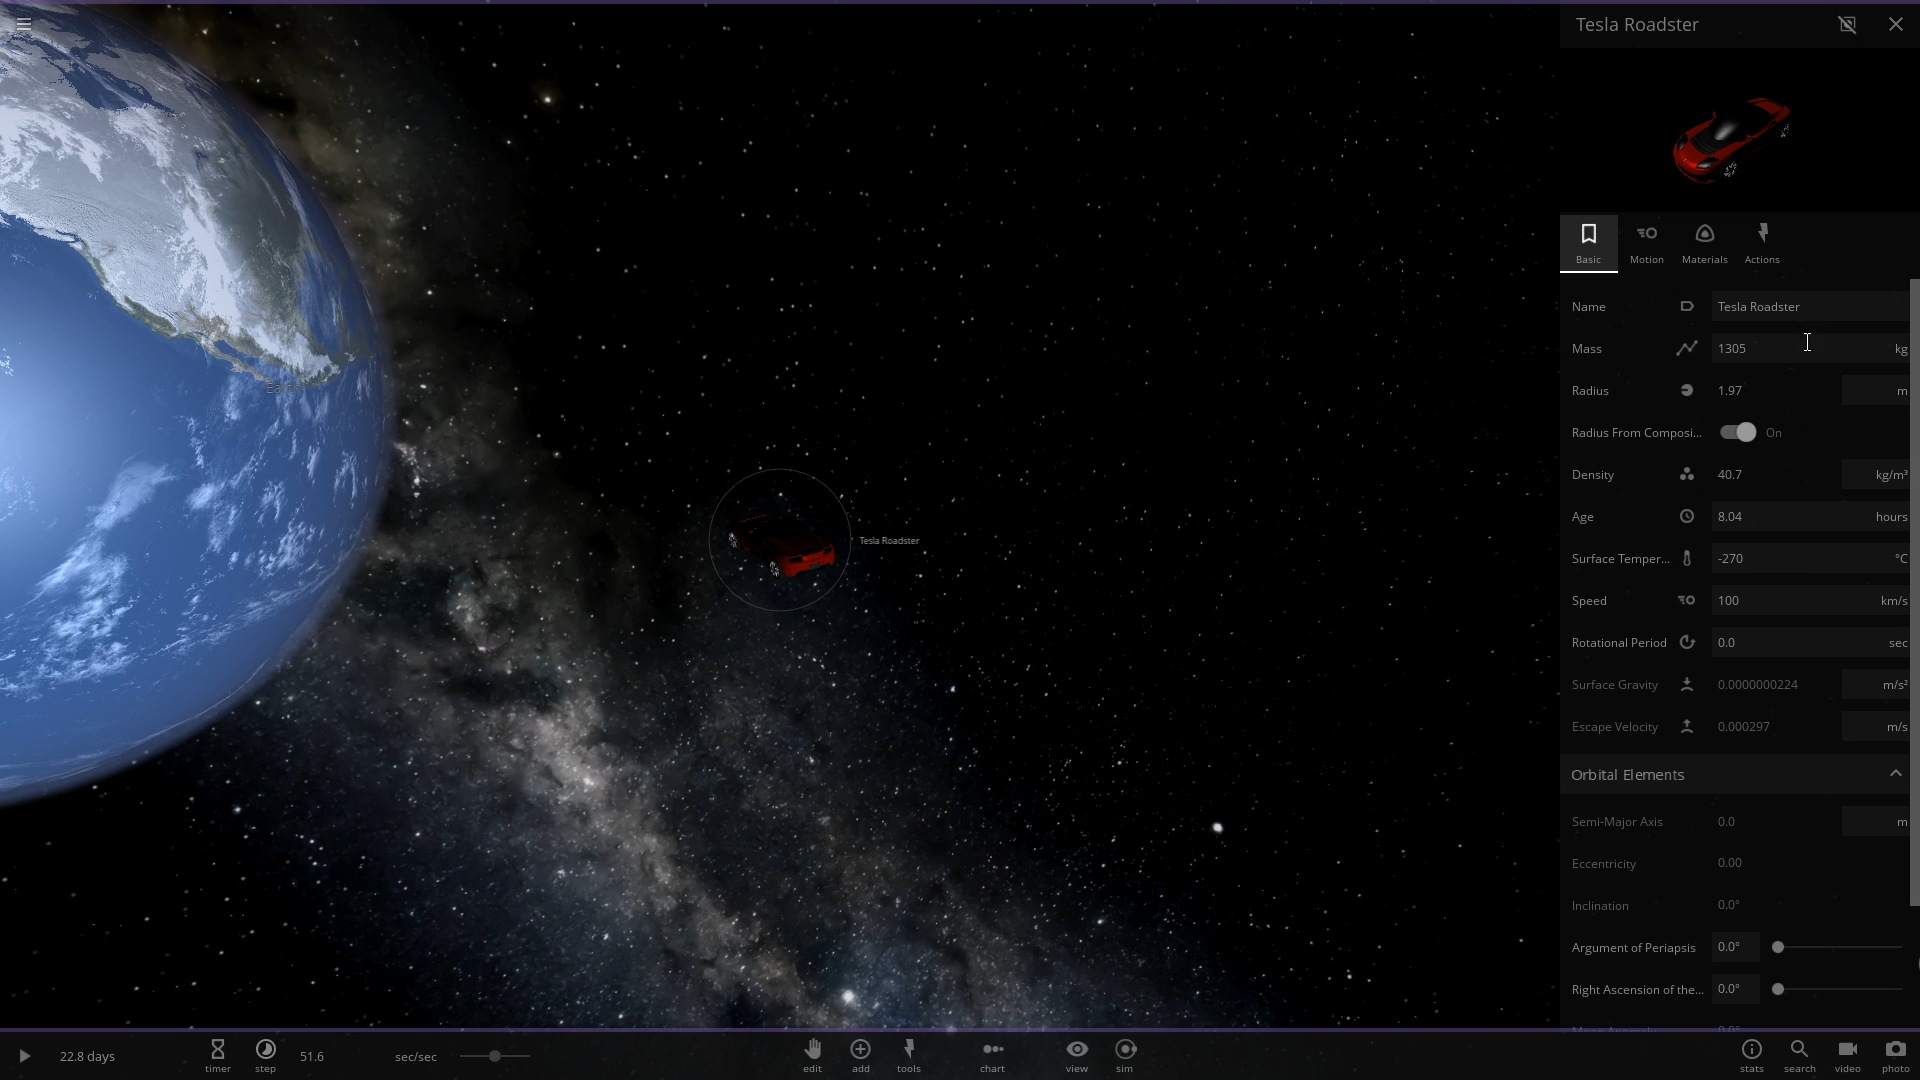 Tesla Roadster
Basic
Motion
Materials
Actions
Name
Tesla Roadster
Mass
1305
kg
Radius
1.97
m
Radius From Composi...
On
Density
40.7
kg/m³
Age
8.04
hours
Surface Temper...
-270
°C
Speed
100
km/s
Rotational Period
0.0
sec
Surface Gravity
0.0000000224
m/s²
Escape Velocity
0.000297
m/s
Orbital Elements
Semi-Major Axis
0.0
m
Eccentricity
0.00
Inclination
0.0°
Argument of Periapsis
0.0°
Right Ascension of the...
0.0°
Earth
Tesla Roadster
22.8 days
timer
step
51.6
sec/sec
edit
add
tools
chart
view
sim
stats
search
video
photo